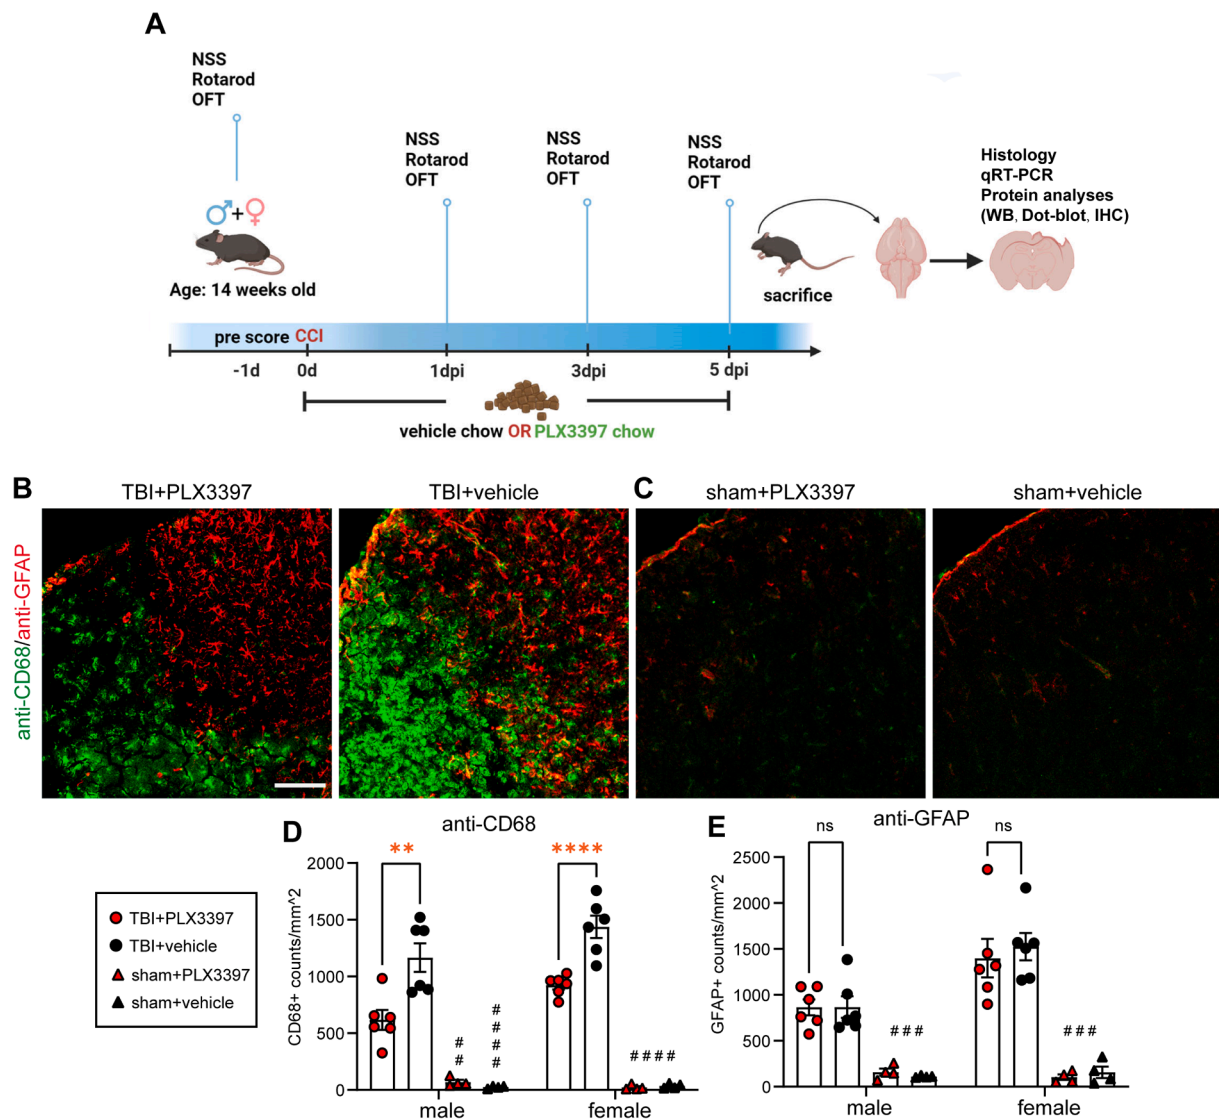 A
NSS
Rotarod
OFT
NSS
Rotarod
OFT
NSS
Rotarod
OFT
NSS
Rotarod
OFT
Histology
qRT-PCR
Protein analyses
(WB, Dot-blot, IHC)
♂+♀
Age: 14 weeks old
sacrifice
pre score CCI
-1d 0d 1dpi 3dpi 5 dpi
vehicle chow OR PLX3397 chow
B
TBI+PLX3397
TBI+vehicle
C
sham+PLX3397
sham+vehicle
anti-CD68/anti-GFAP
TBI+PLX3397
TBI+vehicle
sham+PLX3397
sham+vehicle
D
anti-CD68
CD68+ counts/mm^2
2000
1500
1000
500
0
**
****
##
####
####
male female
E
anti-GFAP
GFAP+ counts/mm^2
2500
2000
1500
1000
500
0
ns
ns
###
###
male female